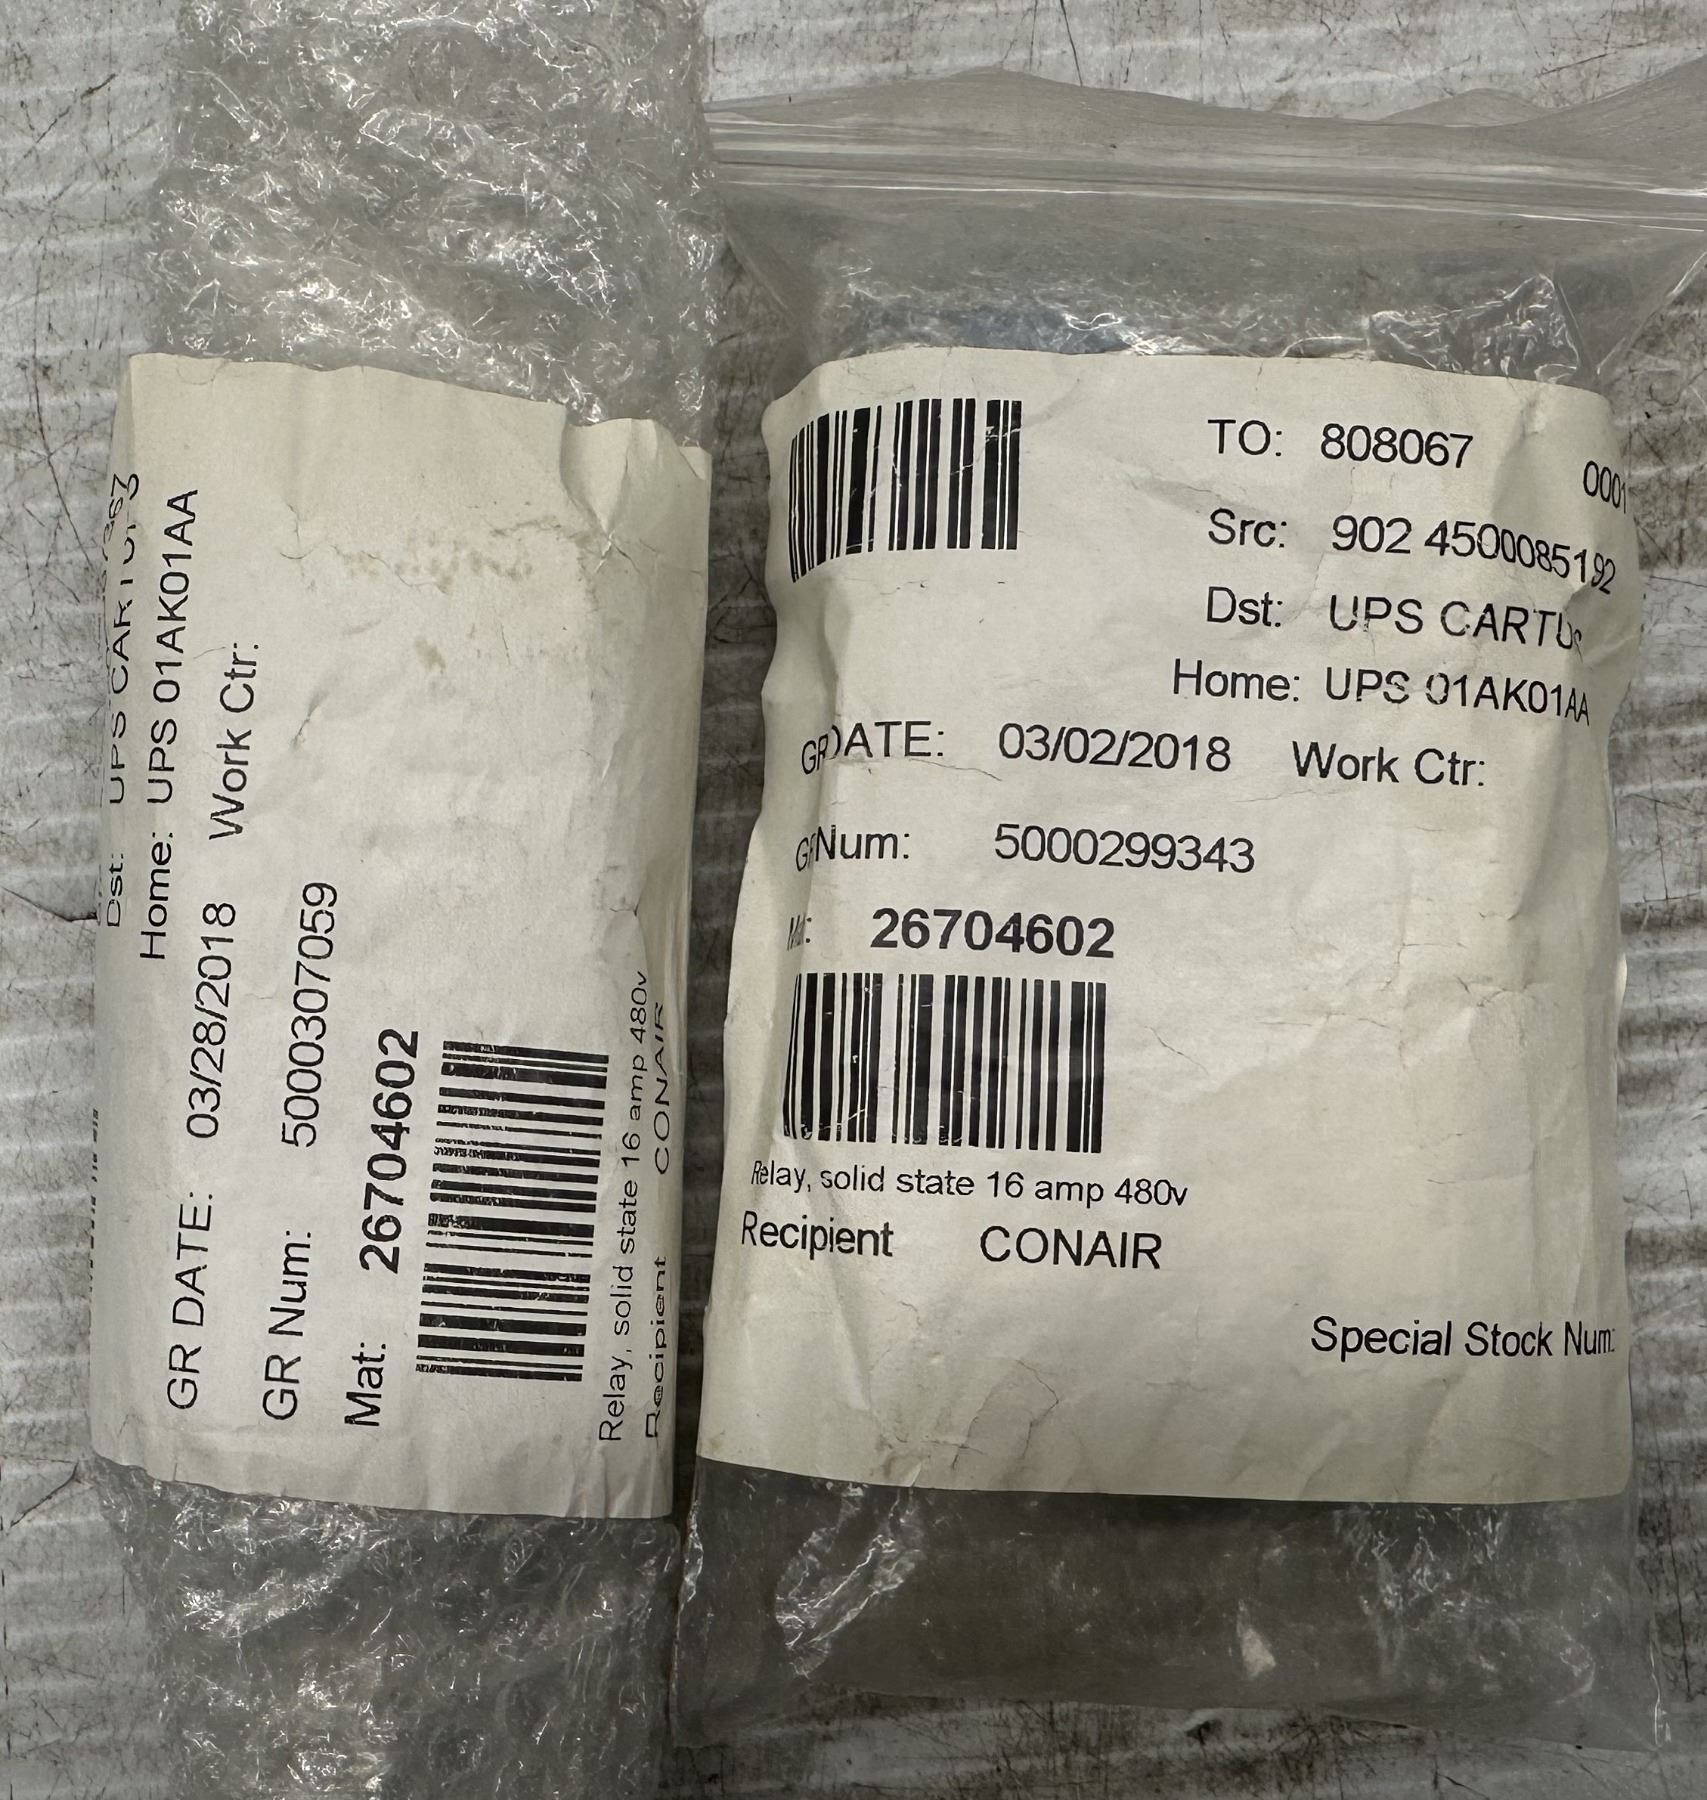 Dst: UPS CART
Home: UPS 01AK01AA
GR DATE: 03/28/2018 Work Ctr:
GR Num: 5000307059
Mat: 26704602
Relay, solid state 16 amp 480v
Recipient CONAIR
TO: 808067 0001
Src: 902 4500085192
Dst: UPS CARTU
Home: UPS 01AK01AA
GR DATE: 03/02/2018 Work Ctr:
GR Num: 5000299343
Mat: 26704602
Relay, solid state 16 amp 480v
Recipient CONAIR
Special Stock Num: